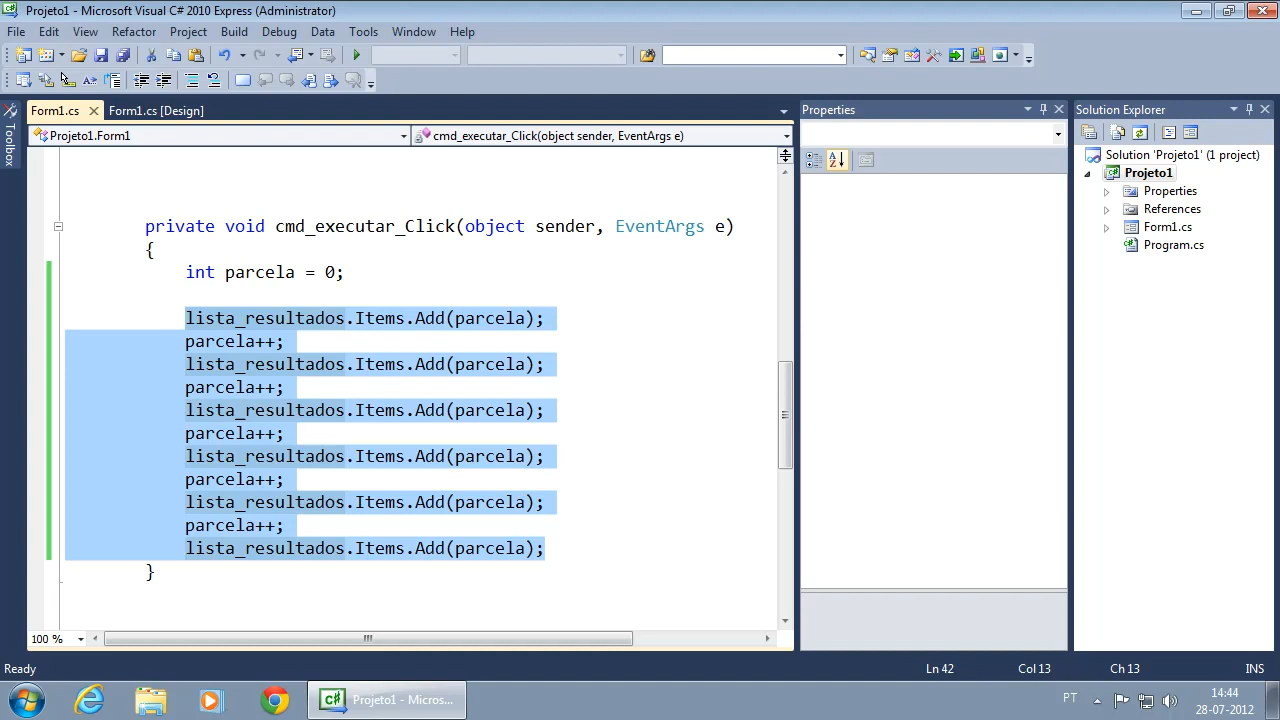 Projeto1 - Microsoft Visual C# 2010 Express (Administrator)
File Edit View Refactor Project Build Debug Data Tools Window Help
Form1.cs Form1.cs [Design]
Projeto1.Form1 cmd_executar_Click(object sender, EventArgs e)
Toolbox
private void cmd_executar_Click(object sender, EventArgs e)
{
int parcela = 0;
lista_resultados.Items.Add(parcela);
parcela++;
lista_resultados.Items.Add(parcela);
parcela++;
lista_resultados.Items.Add(parcela);
parcela++;
lista_resultados.Items.Add(parcela);
parcela++;
lista_resultados.Items.Add(parcela);
parcela++;
lista_resultados.Items.Add(parcela);
}
100 %
Properties
Solution Explorer
Solution 'Projeto1' (1 project)
Projeto1
Properties
References
Form1.cs
Program.cs
Ready Ln 42 Col 13 Ch 13 INS
Projeto1 - Micros...
PT
14:44
28-07-2012